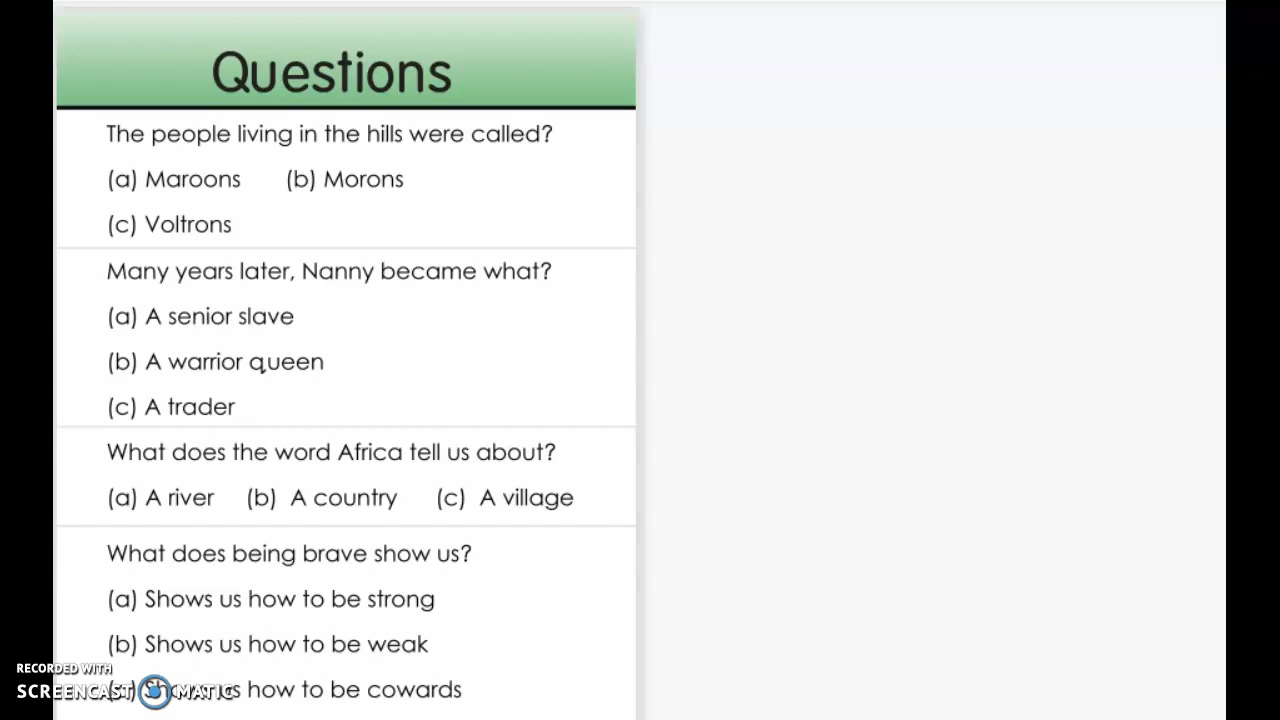 Questions
The people living in the hills were called?
(a) Maroons (b) Morons
(c) Voltrons
Many years later, Nanny became what?
(a) A senior slave
(b) A warrior queen
(c) A trader
What does the word Africa tell us about?
(a) A river (b) A country (c) A village
What does being brave show us?
(a) Shows us how to be strong
(b) Shows us how to be weak
(c) Shows us how to be cowards
RECORDED WITH
SCREENCAST MATIC